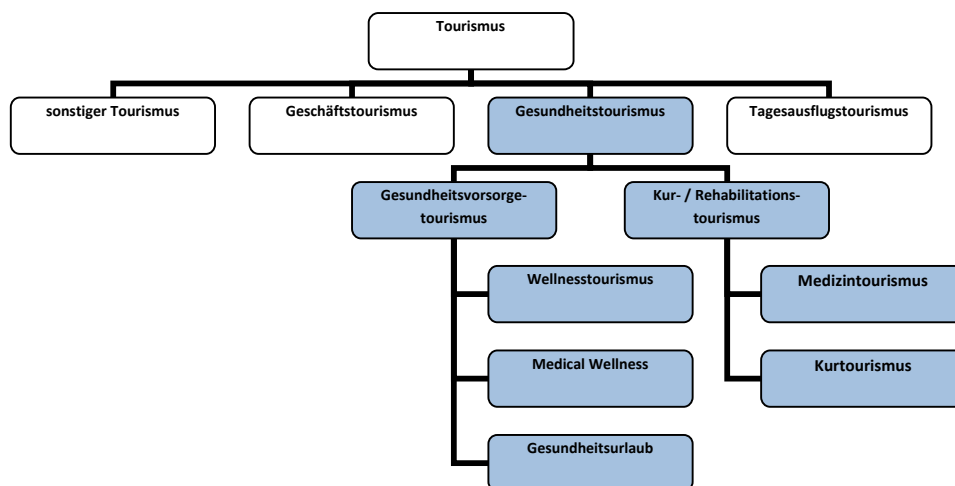 Tourismus
sonstiger Tourismus
Geschäftstourismus
Gesundheitstourismus
Tagesausflugstourismus
Gesundheitsvorsorge-
tourismus
Kur- / Rehabilitations-
tourismus
Wellnesstourismus
Medizintourismus
Medical Wellness
Kurtourismus
Gesundheitsurlaub